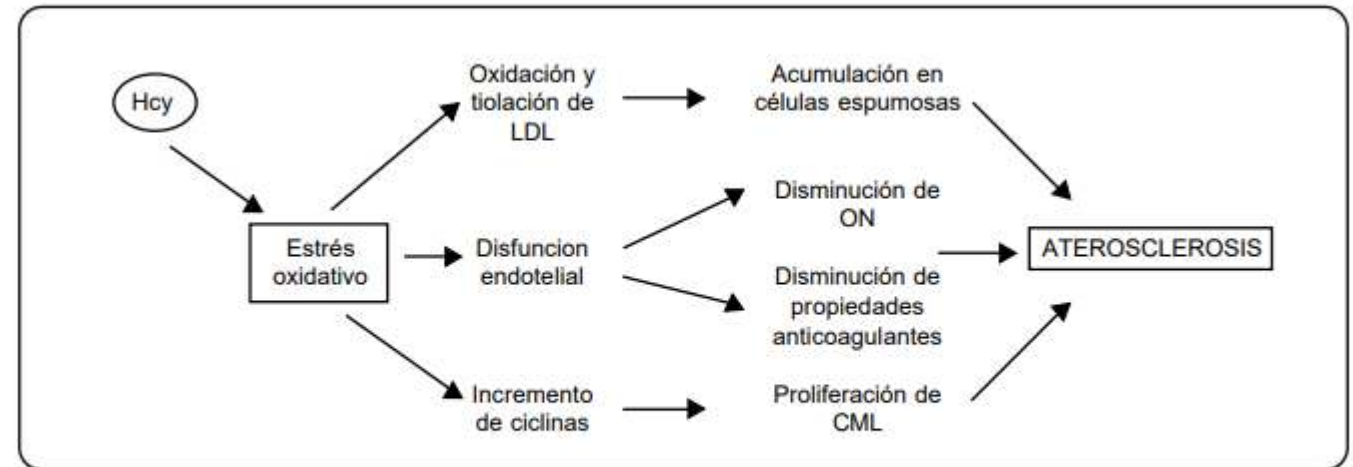 Hcy
Estrés
oxidativo
Oxidación y
tiolación de
LDL
Acumulación en
células espumosas
Disfuncion
endotelial
Disminución de
ON
Disminución de
propiedades
anticoagulantes
Incremento
de ciclinas
Proliferación de
CML
ATEROSCLEROSIS